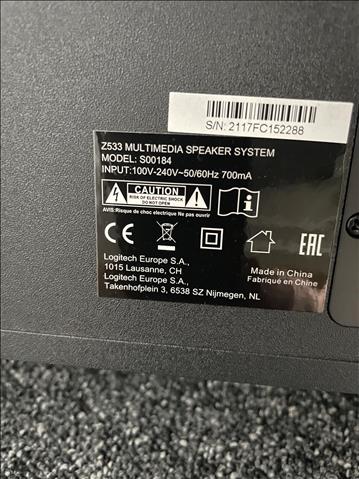 S/N: 2117FC152288
Z533 MULTIMEDIA SPEAKER SYSTEM
MODEL: S00184
INPUT:100V-240V~50/60Hz 700mA
CAUTION
RISK OF ELECTRIC SHOCK
DO NOT OPEN
AVIS:Risque de choc electrique Ne pas ouvrir
CE
EAC
Logitech Europe S.A.,
1015 Lausanne, CH
Logitech Europe S.A.,
Takenhofplein 3, 6538 SZ Nijmegen, NL
Made in China
Fabriqué en Chine